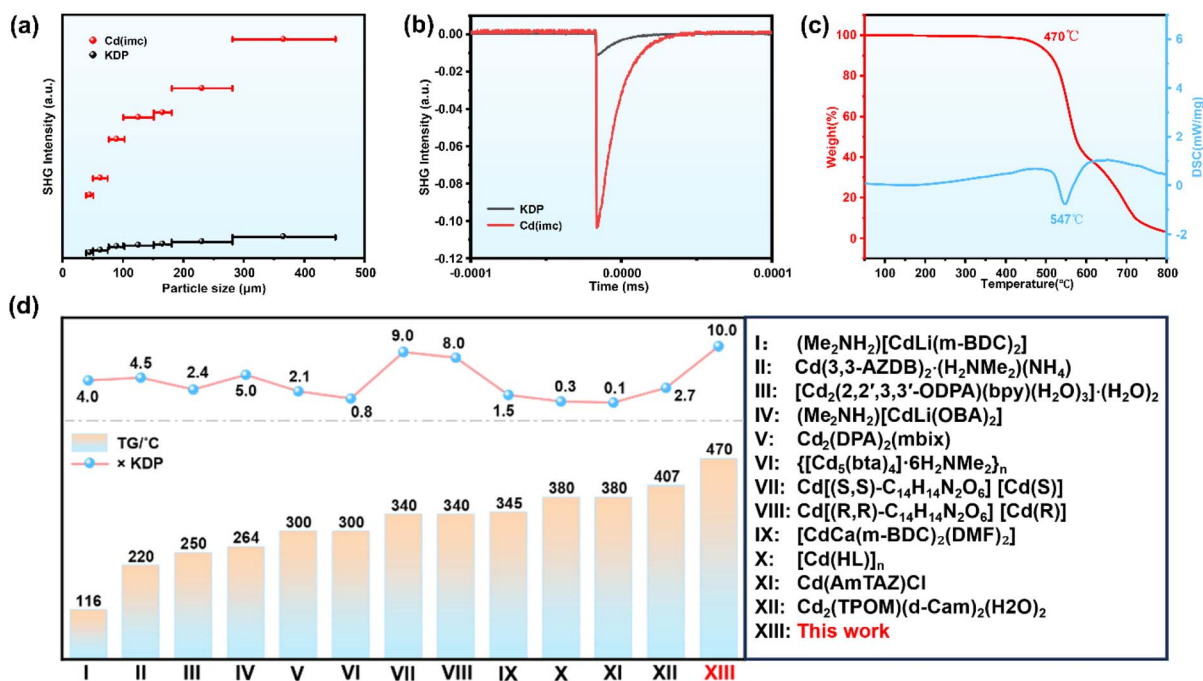 (a)
SHG Intensity (a.u.)
Cd(imc)
KDP
0 100 200 300 400 500
Particle size (μm)
(b)
SHG Intensity (a.u.)
0.00
-0.02
-0.04
-0.06
-0.08
-0.10
-0.12
KDP
Cd(imc)
-0.0001 0.0000 0.0001
Time (ms)
(c)
Weight(%)
100
80
60
40
20
0
470℃
547℃
6
4
2
0
-2
DSC(mW/mg)
100 200 300 400 500 600 700 800
Temperature(℃)
(d)
4.0 4.5 2.4 5.0 2.1 0.8 9.0 8.0 1.5 0.3 0.1 2.7 10.0
TG/°C
× KDP
116 220 250 264 300 300 340 340 345 380 380 407 470
I II III IV V VI VII VIII IX X XI XII XIII
I: (Me₂NH₂)[CdLi(m-BDC)₂]
II: Cd(3,3-AZDB)₂·(H₂NMe₂)(NH₄)
III: [Cd₂(2,2′,3,3′-ODPA)(bpy)(H₂O)₃]·(H₂O)₂
IV: (Me₂NH₂)[CdLi(OBA)₂]
V: Cd₂(DPA)₂(mbix)
VI: {[Cd₅(bta)₄]·6H₂NMe₂}ₙ
VII: Cd[(S,S)-C₁₄H₁₄N₂O₆] [Cd(S)]
VIII: Cd[(R,R)-C₁₄H₁₄N₂O₆] [Cd(R)]
IX: [CdCa(m-BDC)₂(DMF)₂]
X: [Cd(HL)]ₙ
XI: Cd(AmTAZ)Cl
XII: Cd₂(TPOM)(d-Cam)₂(H2O)₂
XIII: This work